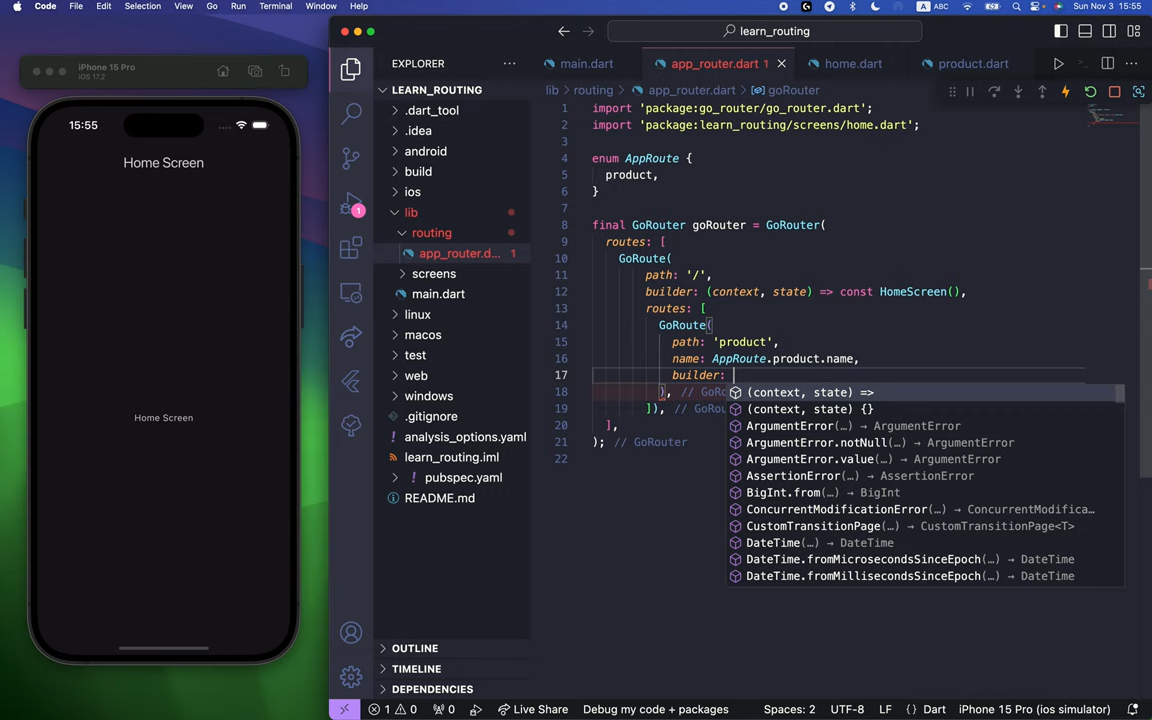 Code File Edit Selection View Go Run Terminal Window Help
A ABC Sun Nov 3 15:55
learn_routing
iPhone 15 Pro
iOS 17.2
15:55
Home Screen
Home Screen
EXPLORER
LEARN_ROUTING
.dart_tool
.idea
android
build
ios
lib
routing
app_router.d... 1
screens
main.dart
linux
macos
test
web
windows
.gitignore
analysis_options.yaml
learn_routing.iml
pubspec.yaml
README.md
OUTLINE
TIMELINE
DEPENDENCIES
1
main.dart app_router.dart 1 home.dart product.dart
lib > routing > app_router.dart > goRouter
1 import 'package:go_router/go_router.dart';
2 import 'package:learn_routing/screens/home.dart';
3
4 enum AppRoute {
5 product,
6 }
7
8 final GoRouter goRouter = GoRouter(
9 routes: [
10 GoRoute(
11 path: '/',
12 builder: (context, state) => const HomeScreen(),
13 routes: [
14 GoRoute(
15 path: 'product',
16 name: AppRoute.product.name,
17 builder:
18 ), // GoRo
19 ]), // GoRou
20 ],
21 ); // GoRouter
22
(context, state) =>
(context, state) {}
ArgumentError(…) → ArgumentError
ArgumentError.notNull(…) → ArgumentError
ArgumentError.value(…) → ArgumentError
AssertionError(…) → AssertionError
BigInt.from(…) → BigInt
ConcurrentModificationError(…) → ConcurrentModifica…
CustomTransitionPage(…) → CustomTransitionPage<T>
DateTime(…) → DateTime
DateTime.fromMicrosecondsSinceEpoch(…) → DateTime
DateTime.fromMillisecondsSinceEpoch(…) → DateTime
1 0 0 Live Share Debug my code + packages Spaces: 2 UTF-8 LF {} Dart iPhone 15 Pro (ios simulator)